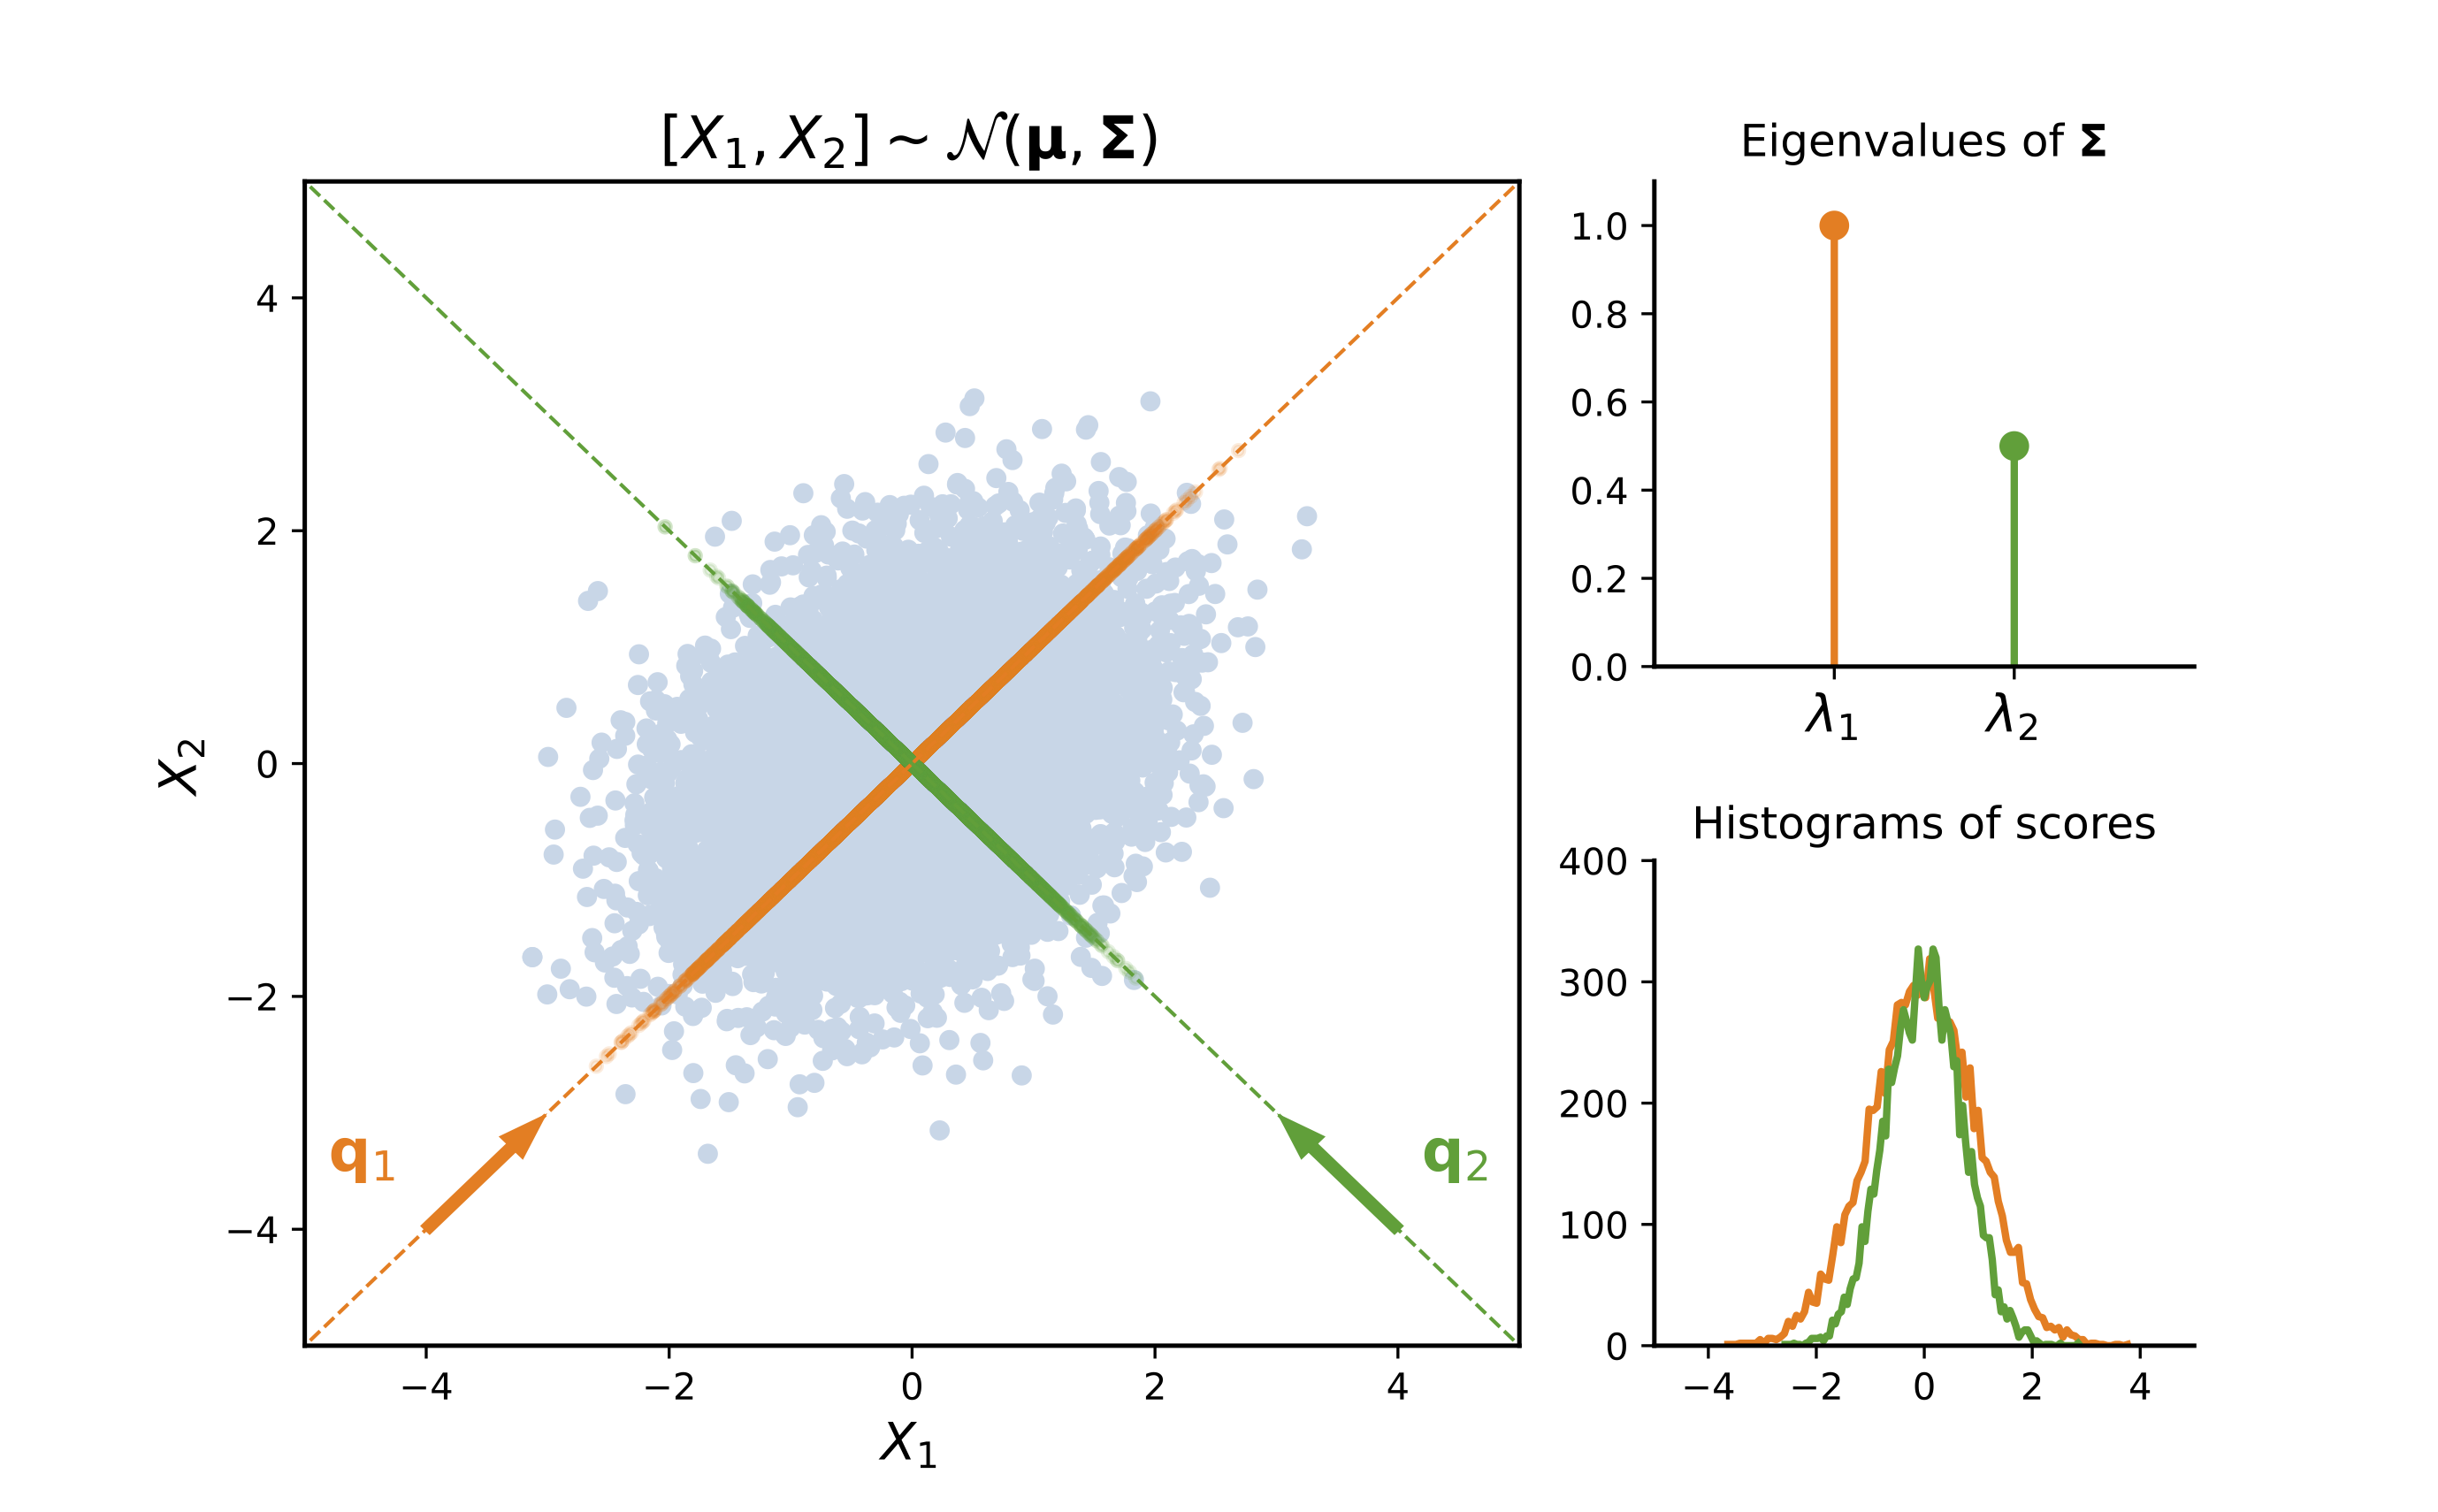 [X₁, X₂] ~ 𝒩(𝛍, 𝚺)
4
2
0
−2
−4
X₂
−4 −2 0 2 4
X₁
𝐪₁
𝐪₂
Eigenvalues of 𝚺
1.0
0.8
0.6
0.4
0.2
0.0
λ₁ λ₂
Histograms of scores
400
300
200
100
0
−4 −2 0 2 4